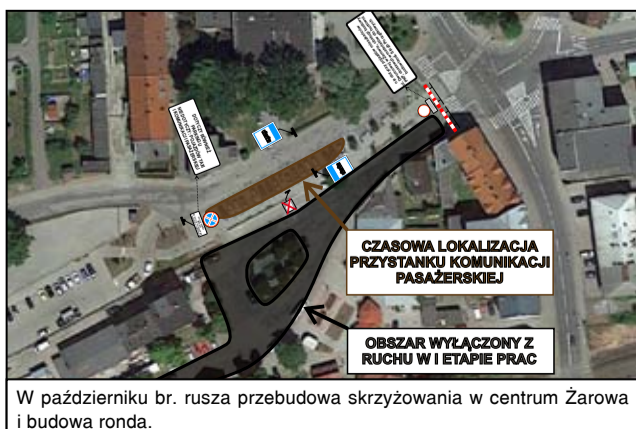 CZASOWA LOKALIZACJA
PRZYSTANKU KOMUNIKACJI
PASAŻERSKIEJ
OBSZAR WYŁĄCZONY Z
RUCHU W I ETAPIE PRAC
W październiku br. rusza przebudowa skrzyżowania w centrum Żarowa
i budowa ronda.